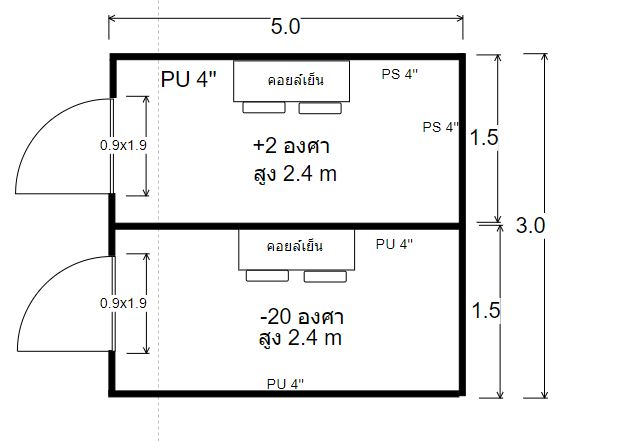 5.0
PU 4"
คอยล์เย็น
PS 4"
PS 4"
0.9x1.9
+2 องศา
สูง 2.4 m
1.5
3.0
คอยล์เย็น
PU 4"
0.9x1.9
-20 องศา
สูง 2.4 m
1.5
PU 4"